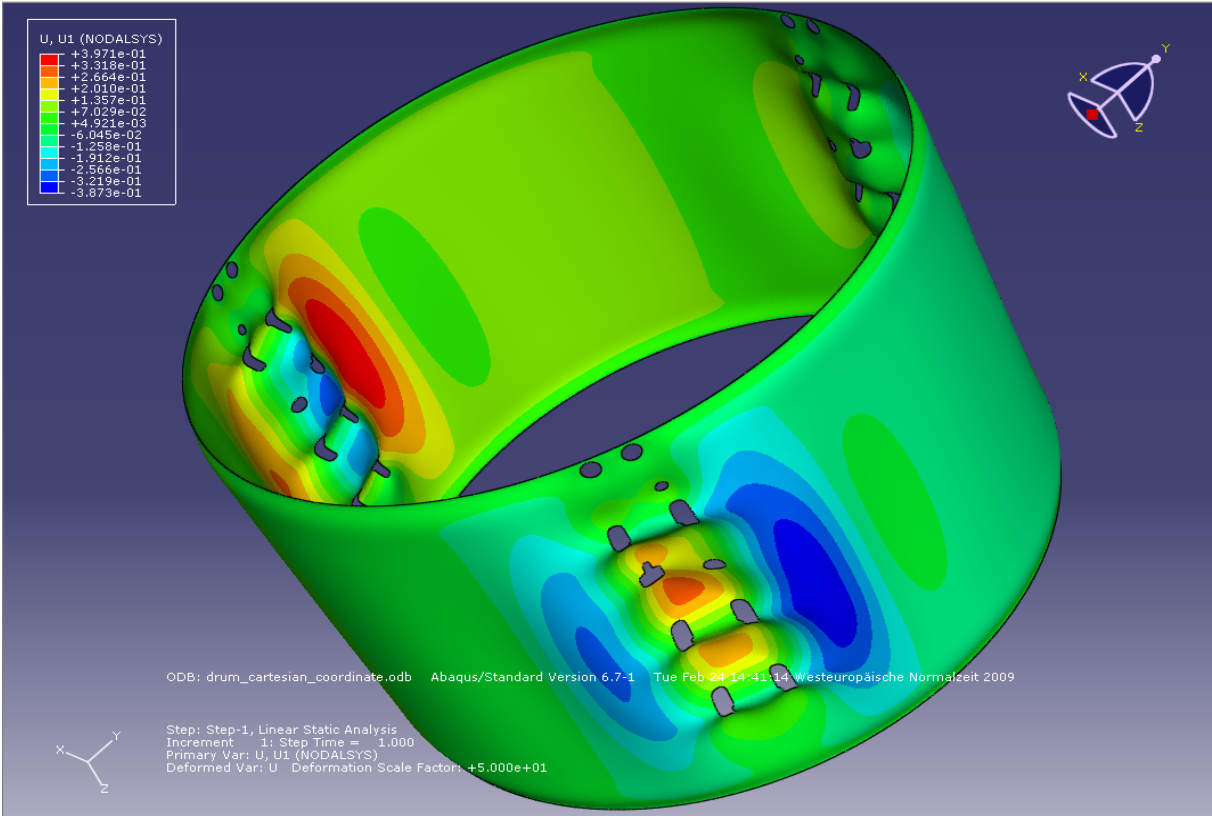 U, U1 (NODALSYS)
+3.971e-01
+3.318e-01
+2.664e-01
+2.010e-01
+1.357e-01
+7.029e-02
+4.921e-03
-6.045e-02
-1.258e-01
-1.912e-01
-2.566e-01
-3.219e-01
-3.873e-01
Y
X
Z
ODB: drum_cartesian_coordinate.odb Abaqus/Standard Version 6.7-1 Tue Feb 24 14:41:14 Westeuropäische Normalzeit 2009
Step: Step-1, Linear Static Analysis
Increment 1: Step Time = 1.000
Primary Var: U, U1 (NODALSYS)
Deformed Var: U Deformation Scale Factor: +5.000e+01
Y
X
Z